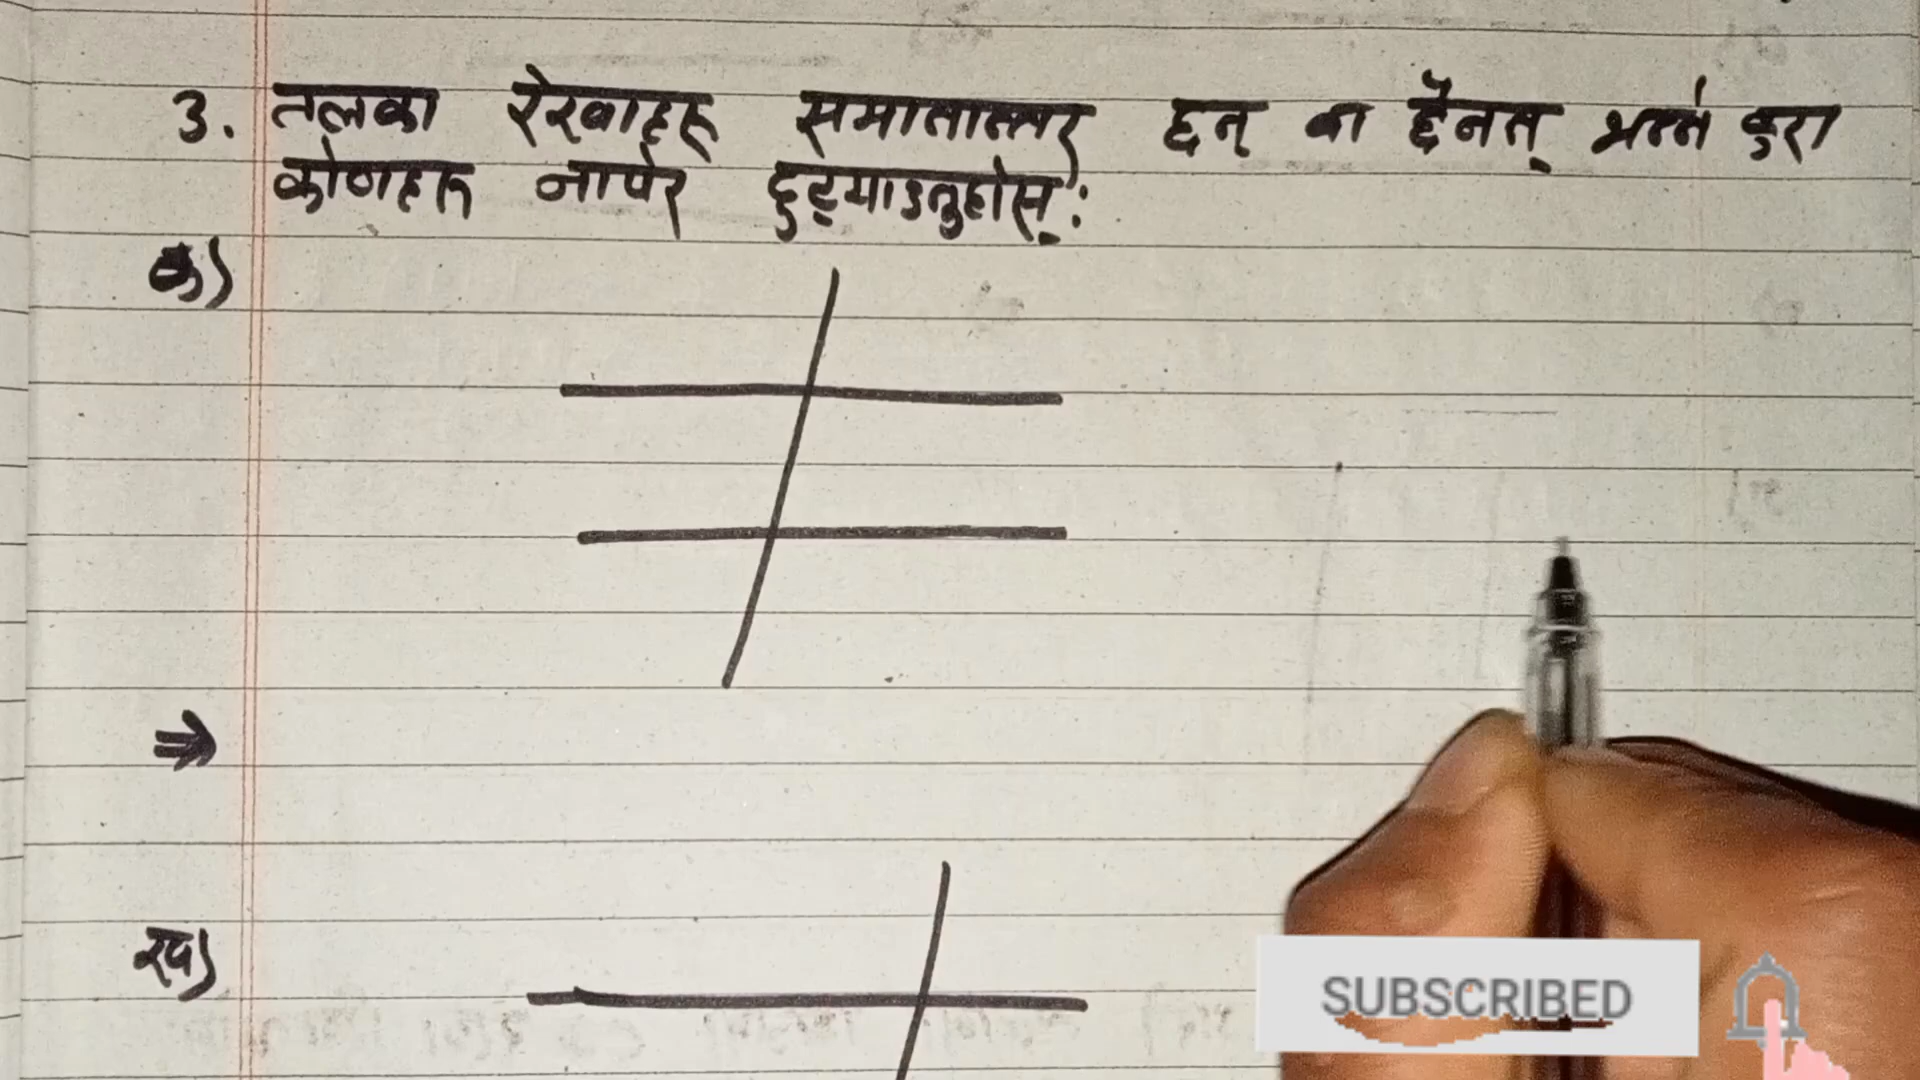 3. तलका रेखाहरू समानान्तर छन् वा छैनन् भन्ने कुरा
कोणहरू नापेर छुट्याउनुहोस्:
क)
ख)
SUBSCRIBED